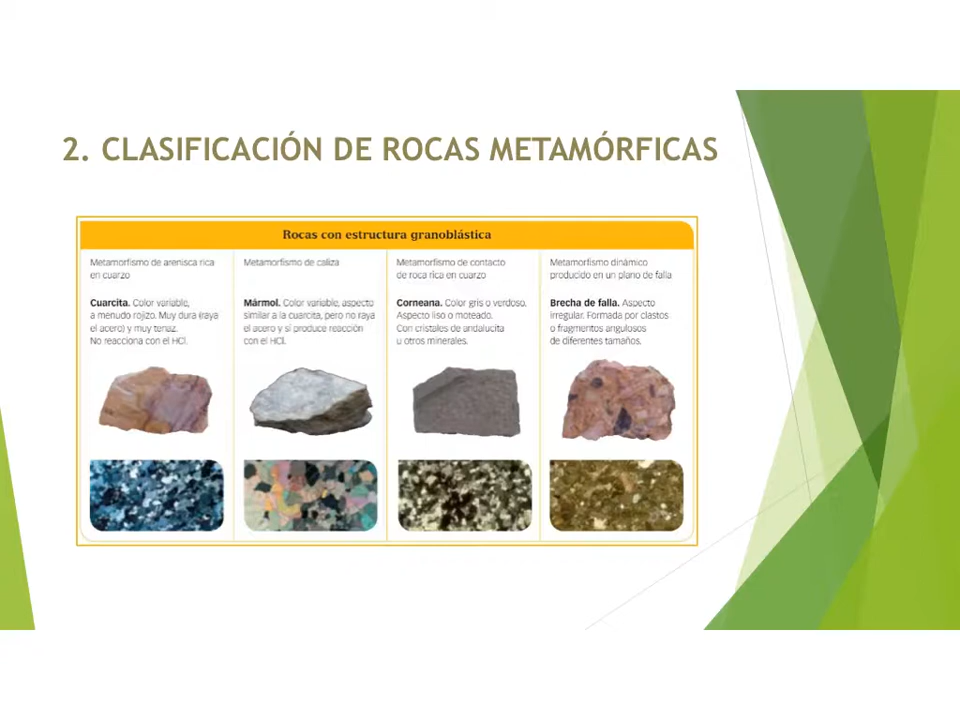 2. CLASIFICACIÓN DE ROCAS METAMÓRFICAS
Rocas con estructura granoblástica
Metamorfismo de arenisca rica
en cuarzo
Cuarcita. Color variable,
a menudo rojizo. Muy dura (raya
el acero) y muy tenaz.
No reacciona con el HCl.
Metamorfismo de caliza
Mármol. Color variable, aspecto
similar a la cuarcita, pero no raya
el acero y sí produce reacción
con el HCl.
Metamorfismo de contacto
de roca rica en cuarzo
Corneana. Color gris o verdoso.
Aspecto liso o moteado.
Con cristales de andalucita
u otros minerales.
Metamorfismo dinámico
producido en un plano de falla
Brecha de falla. Aspecto
irregular. Formada por clastos
o fragmentos angulosos
de diferentes tamaños.